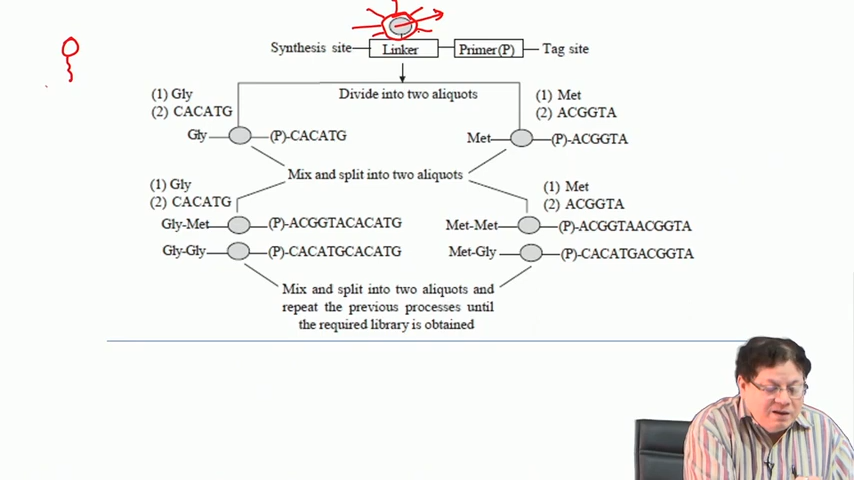 Synthesis site Linker Primer(P) Tag site
(1) Gly
(2) CACATG
Divide into two aliquots
(1) Met
(2) ACGGTA
Gly (P)-CACATG
Met (P)-ACGGTA
Mix and split into two aliquots
(1) Gly
(2) CACATG
(1) Met
(2) ACGGTA
Gly-Met (P)-ACGGTACACATG
Met-Met (P)-ACGGTAACGGTA
Gly-Gly (P)-CACATGCACATG
Met-Gly (P)-CACATGACGGTA
Mix and split into two aliquots and
repeat the previous processes until
the required library is obtained